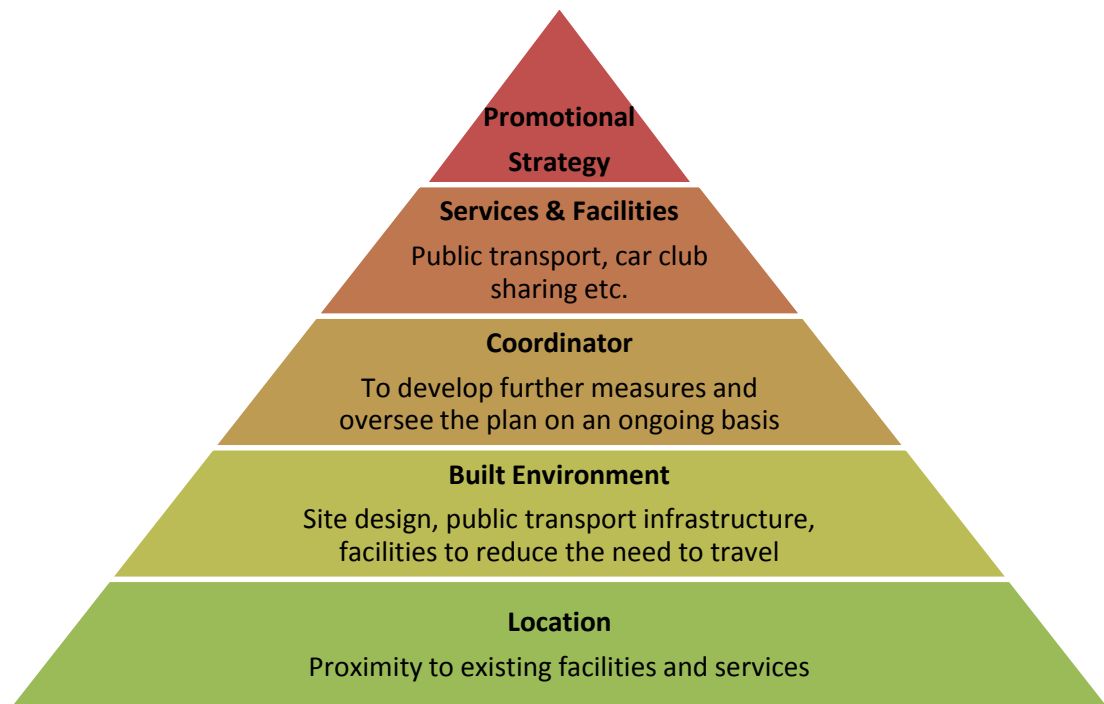 Promotional
Strategy
Services & Facilities
Public transport, car club
sharing etc.
Coordinator
To develop further measures and
oversee the plan on an ongoing basis
Built Environment
Site design, public transport infrastructure,
facilities to reduce the need to travel
Location
Proximity to existing facilities and services